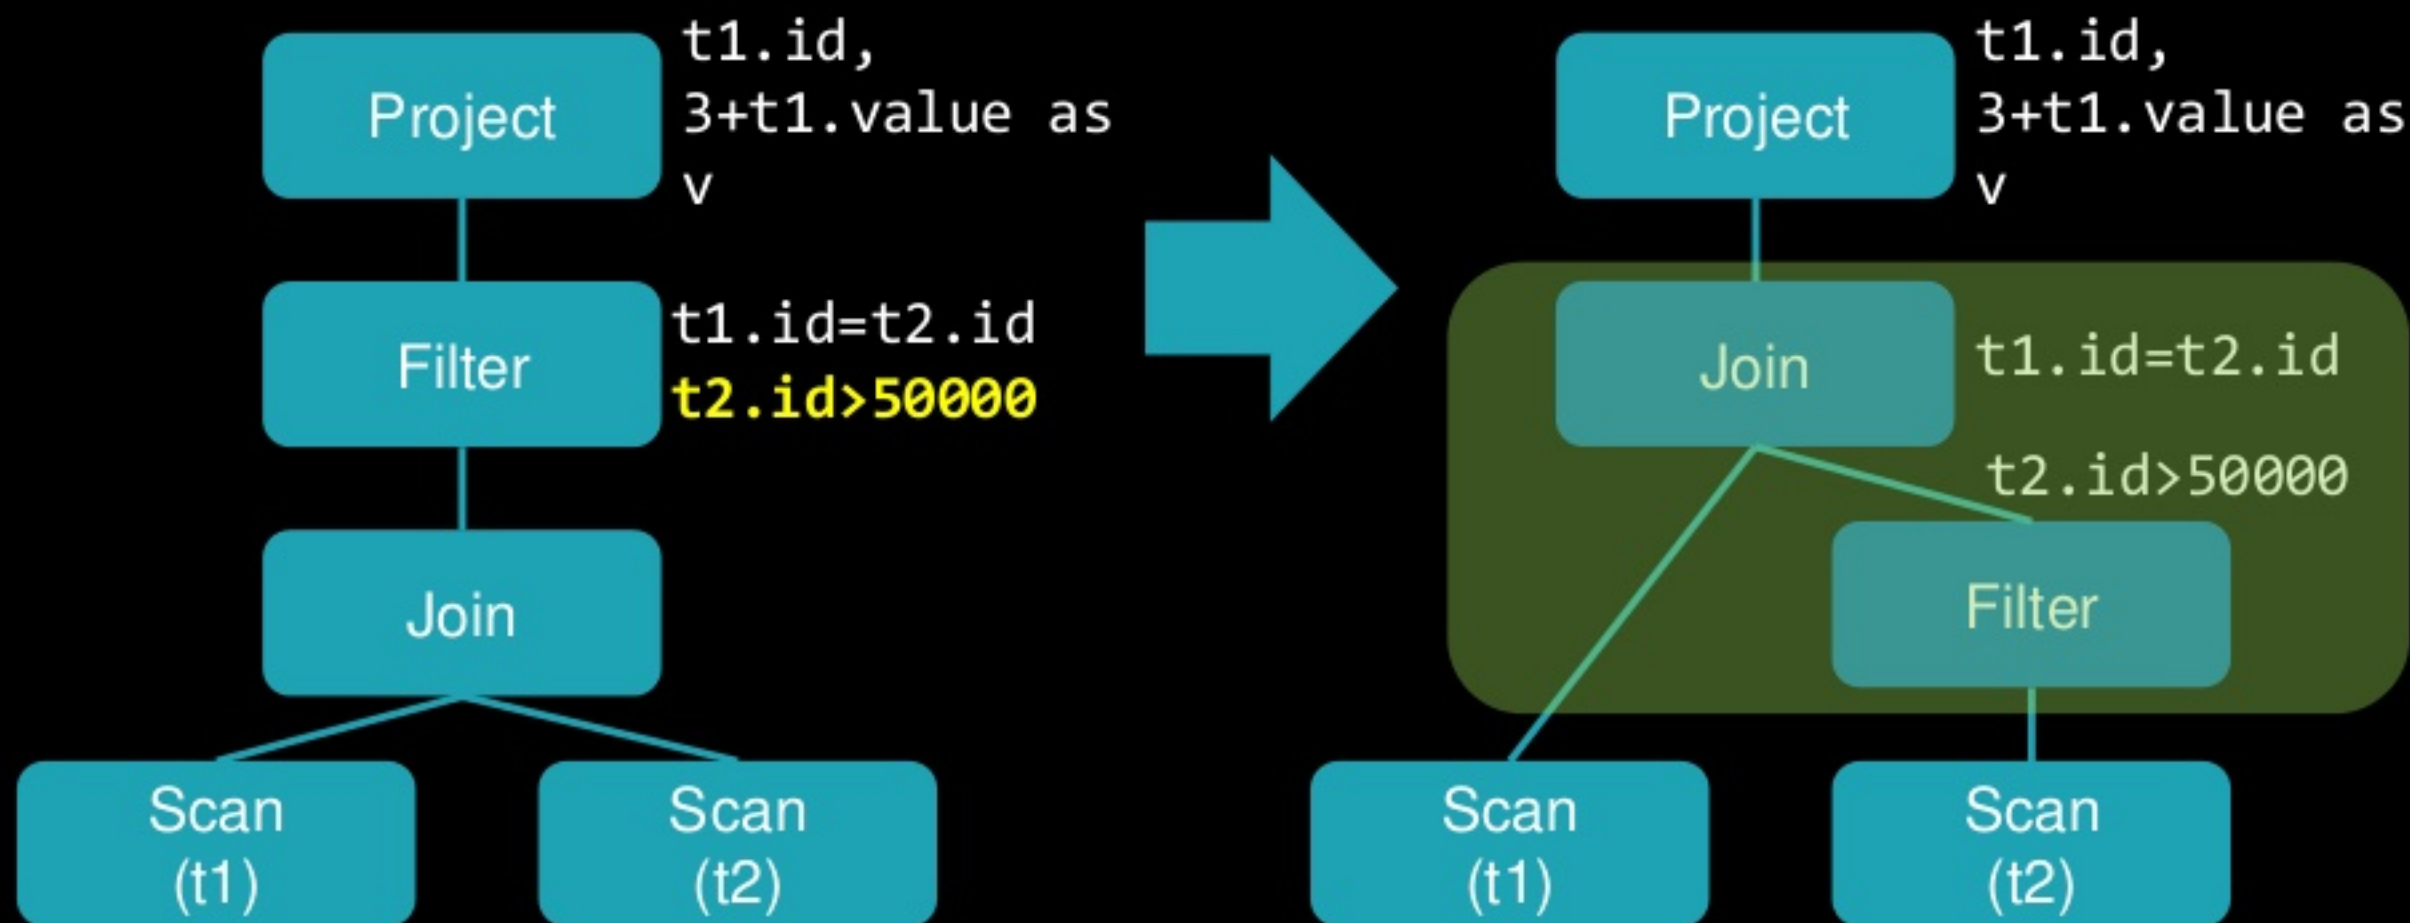 Project
t1.id,
3+t1.value as
v
Filter
t1.id=t2.id
t2.id>50000
Join
Scan
(t1)
Scan
(t2)
Project
t1.id,
3+t1.value as
v
Join
t1.id=t2.id
t2.id>50000
Filter
Scan
(t1)
Scan
(t2)